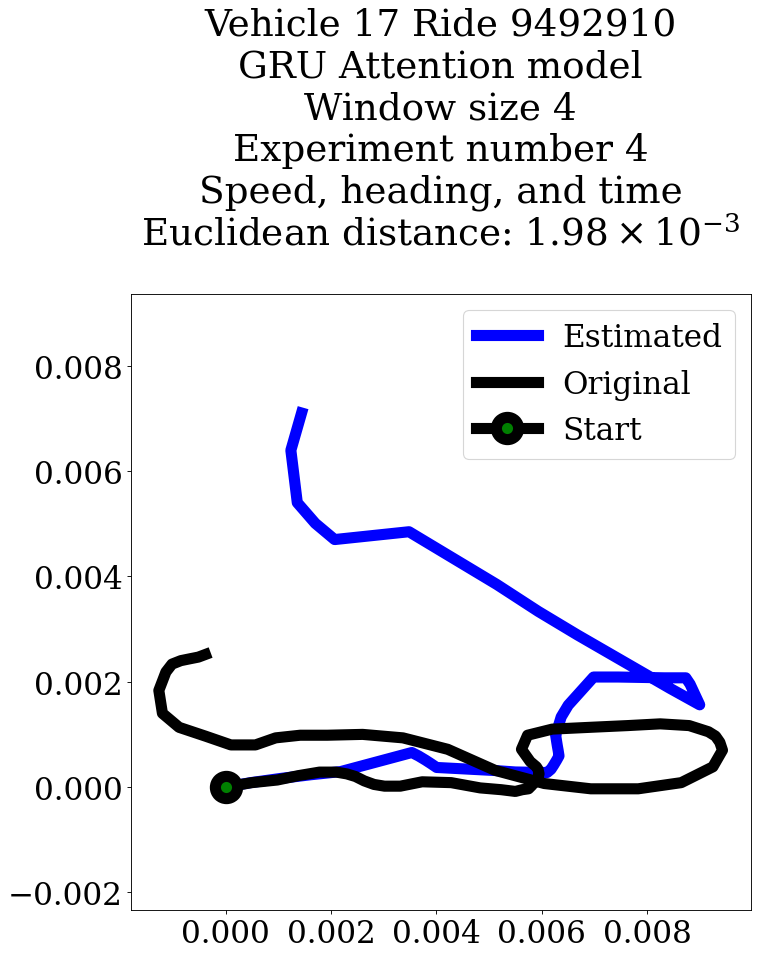 Vehicle 17 Ride 9492910
GRU Attention model
Window size 4
Experiment number 4
Speed, heading, and time
Euclidean distance: 1.98 × 10⁻³
Estimated
Original
Start
0.008
0.006
0.004
0.002
0.000
−0.002
0.000 0.002 0.004 0.006 0.008